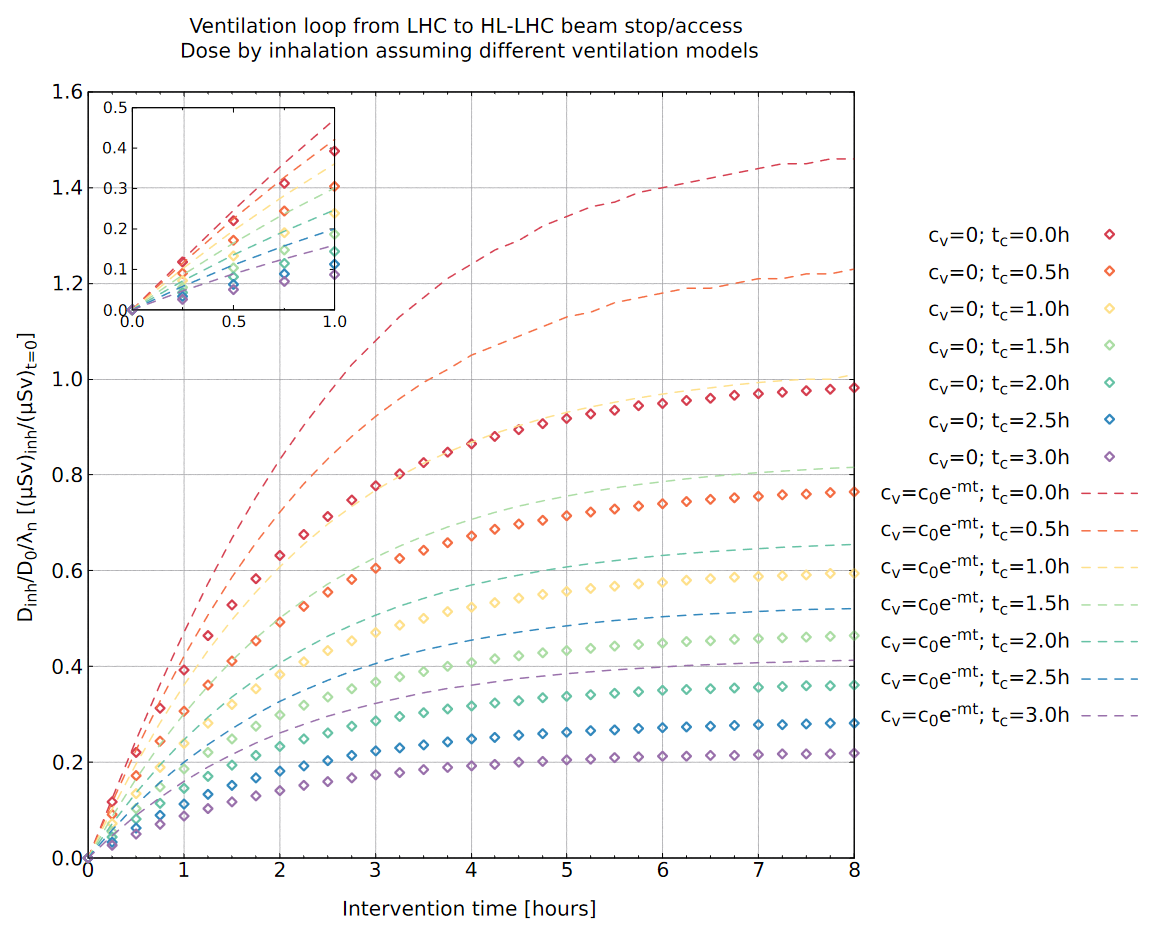 Ventilation loop from LHC to HL-LHC beam stop/access
Dose by inhalation assuming different ventilation models
1.6
1.4
1.2
1.0
0.8
0.6
0.4
0.2
0.0
0.5
0.4
0.3
0.2
0.1
0.0
0.0 0.5 1.0
D_inh/D_0/λ_n [(μSv)_inh/(μSv)_t=0]
0 1 2 3 4 5 6 7 8
Intervention time [hours]
c_v=0; t_c=0.0h
c_v=0; t_c=0.5h
c_v=0; t_c=1.0h
c_v=0; t_c=1.5h
c_v=0; t_c=2.0h
c_v=0; t_c=2.5h
c_v=0; t_c=3.0h
c_v=c_0e^-mt; t_c=0.0h
c_v=c_0e^-mt; t_c=0.5h
c_v=c_0e^-mt; t_c=1.0h
c_v=c_0e^-mt; t_c=1.5h
c_v=c_0e^-mt; t_c=2.0h
c_v=c_0e^-mt; t_c=2.5h
c_v=c_0e^-mt; t_c=3.0h